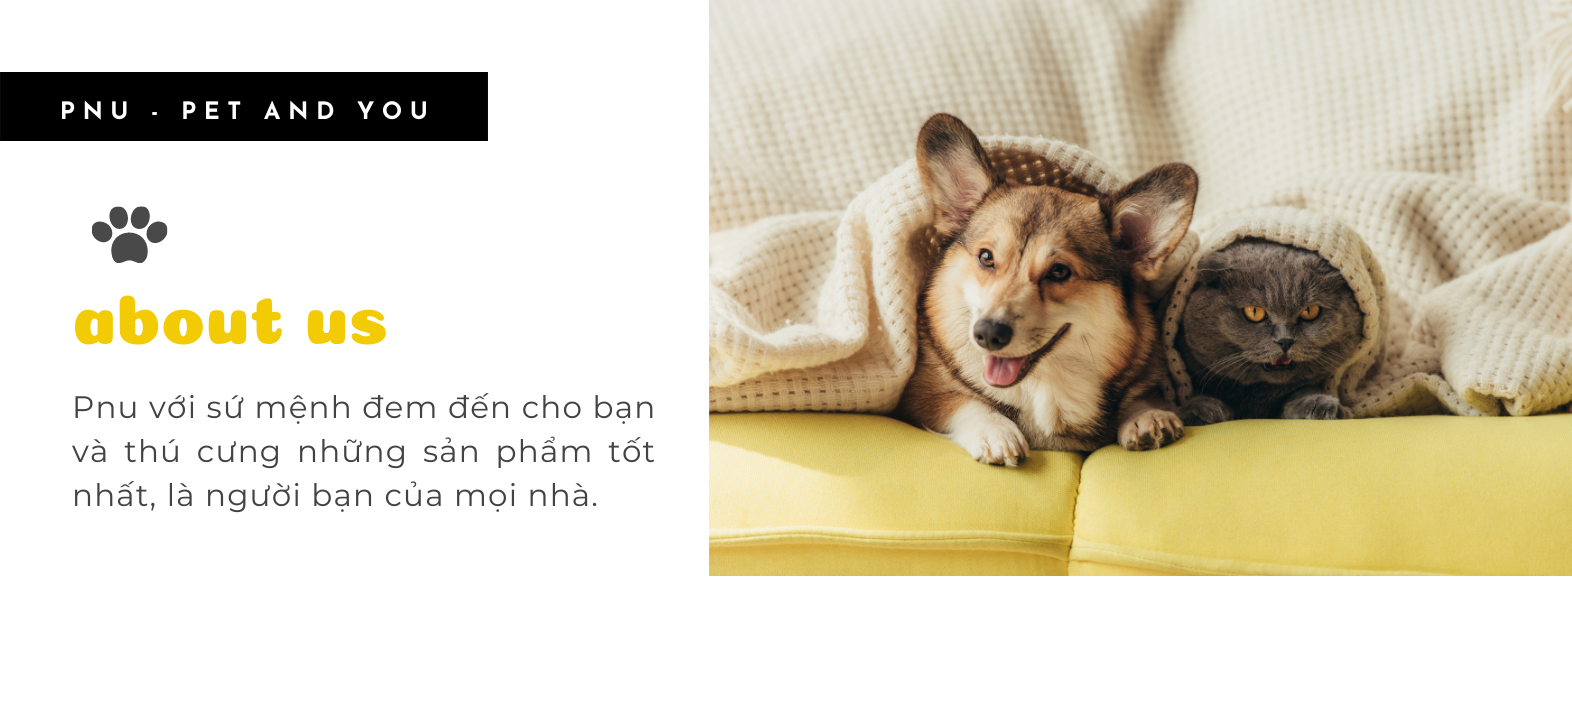 PNU - PET AND YOU
about us
Pnu với sứ mệnh đem đến cho bạn
và thú cưng những sản phẩm tốt
nhất, là người bạn của mọi nhà.